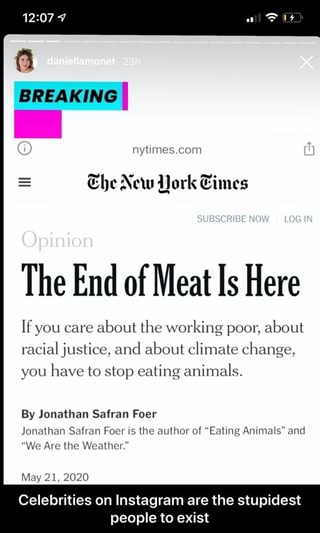 12:07
daniellamonet 23h
BREAKING
nytimes.com
The New York Times
SUBSCRIBE NOW LOG IN
Opinion
The End of Meat Is Here
If you care about the working poor, about
racial justice, and about climate change,
you have to stop eating animals.
By Jonathan Safran Foer
Jonathan Safran Foer is the author of "Eating Animals" and
"We Are the Weather."
May 21, 2020
Celebrities on Instagram are the stupidest
people to exist